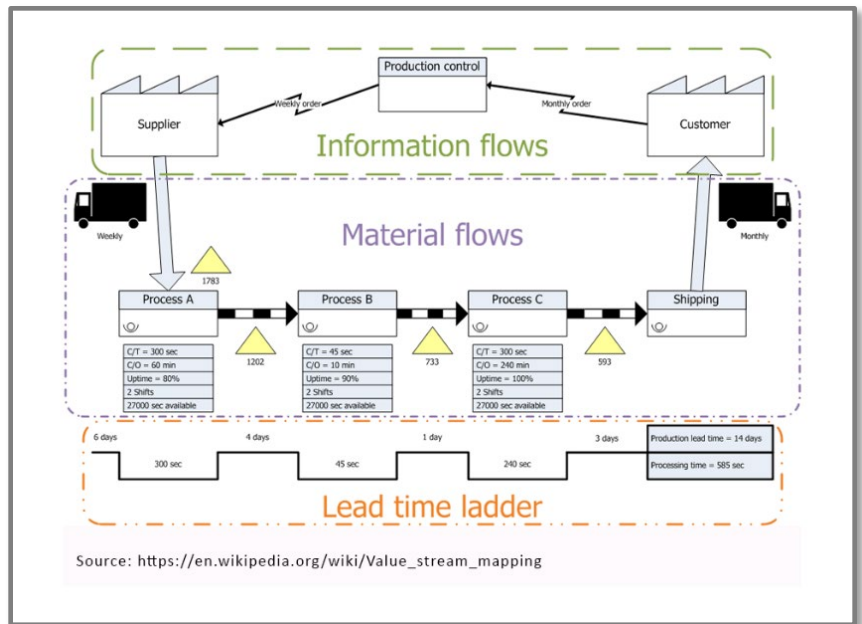 Production control
Weekly order
Monthly order
Supplier
Customer
Information flows
Weekly
Material flows
Monthly
1783
Process A
Process B
Process C
Shipping
1202
733
593
C/T = 300 sec
C/O = 60 min
Uptime = 80%
2 Shifts
27000 sec available
C/T = 45 sec
C/O = 10 min
Uptime = 90%
2 Shifts
27000 sec available
C/T = 300 sec
C/O = 240 min
Uptime = 100%
2 Shifts
27000 sec available
6 days
4 days
1 day
3 days
Production lead time = 14 days
300 sec
45 sec
240 sec
Processing time = 585 sec
Lead time ladder
Source: https://en.wikipedia.org/wiki/Value_stream_mapping